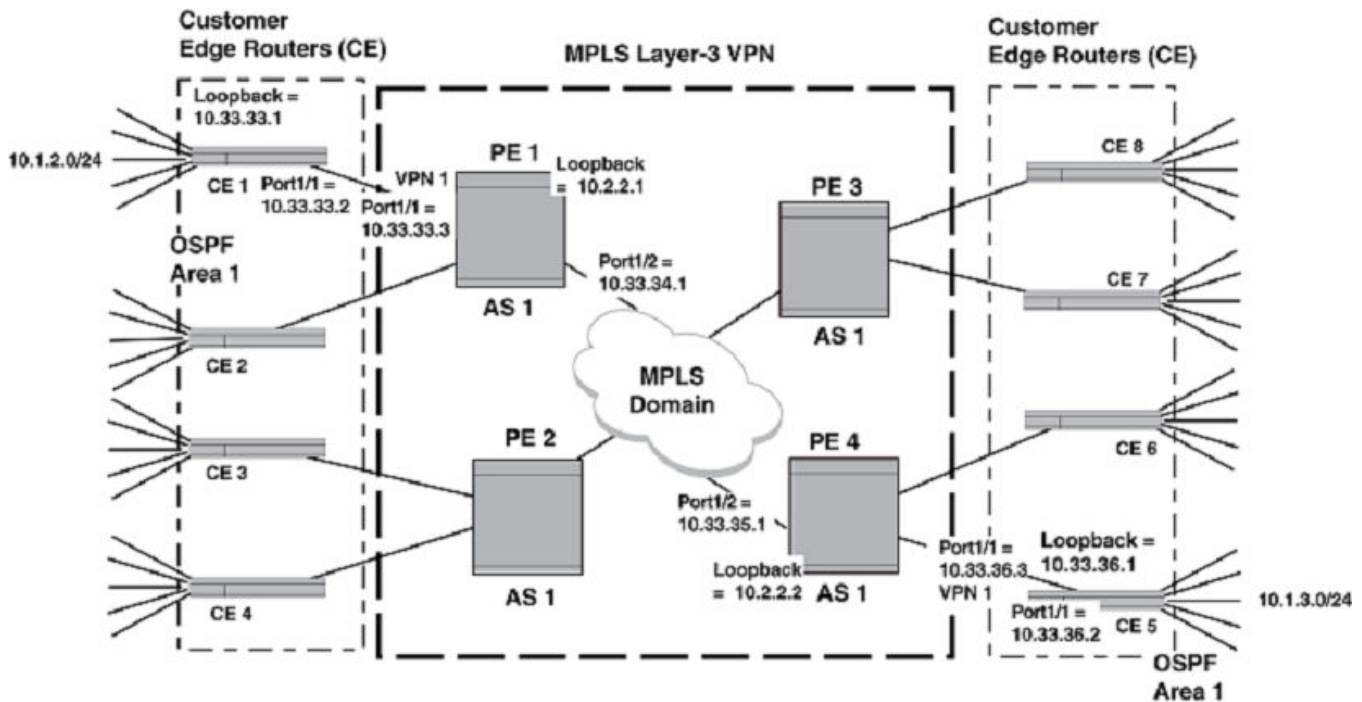 Customer
Edge Routers (CE)
MPLS Layer-3 VPN
Customer
Edge Routers (CE)
Loopback =
10.33.33.1
10.1.2.0/24
CE 1
Port1/1 =
10.33.33.2
VPN 1
Port1/1 =
10.33.33.3
PE 1
Loopback
= 10.2.2.1
AS 1
Port1/2 =
10.33.34.1
OSPF
Area 1
CE 2
CE 3
CE 4
PE 2
AS 1
MPLS
Domain
PE 3
AS 1
CE 8
CE 7
CE 6
PE 4
AS 1
Port1/2 =
10.33.35.1
Loopback
= 10.2.2.2
Port1/1 =
10.33.36.3
VPN 1
Loopback =
10.33.36.1
Port1/1 =
10.33.36.2
CE 5
10.1.3.0/24
OSPF
Area 1